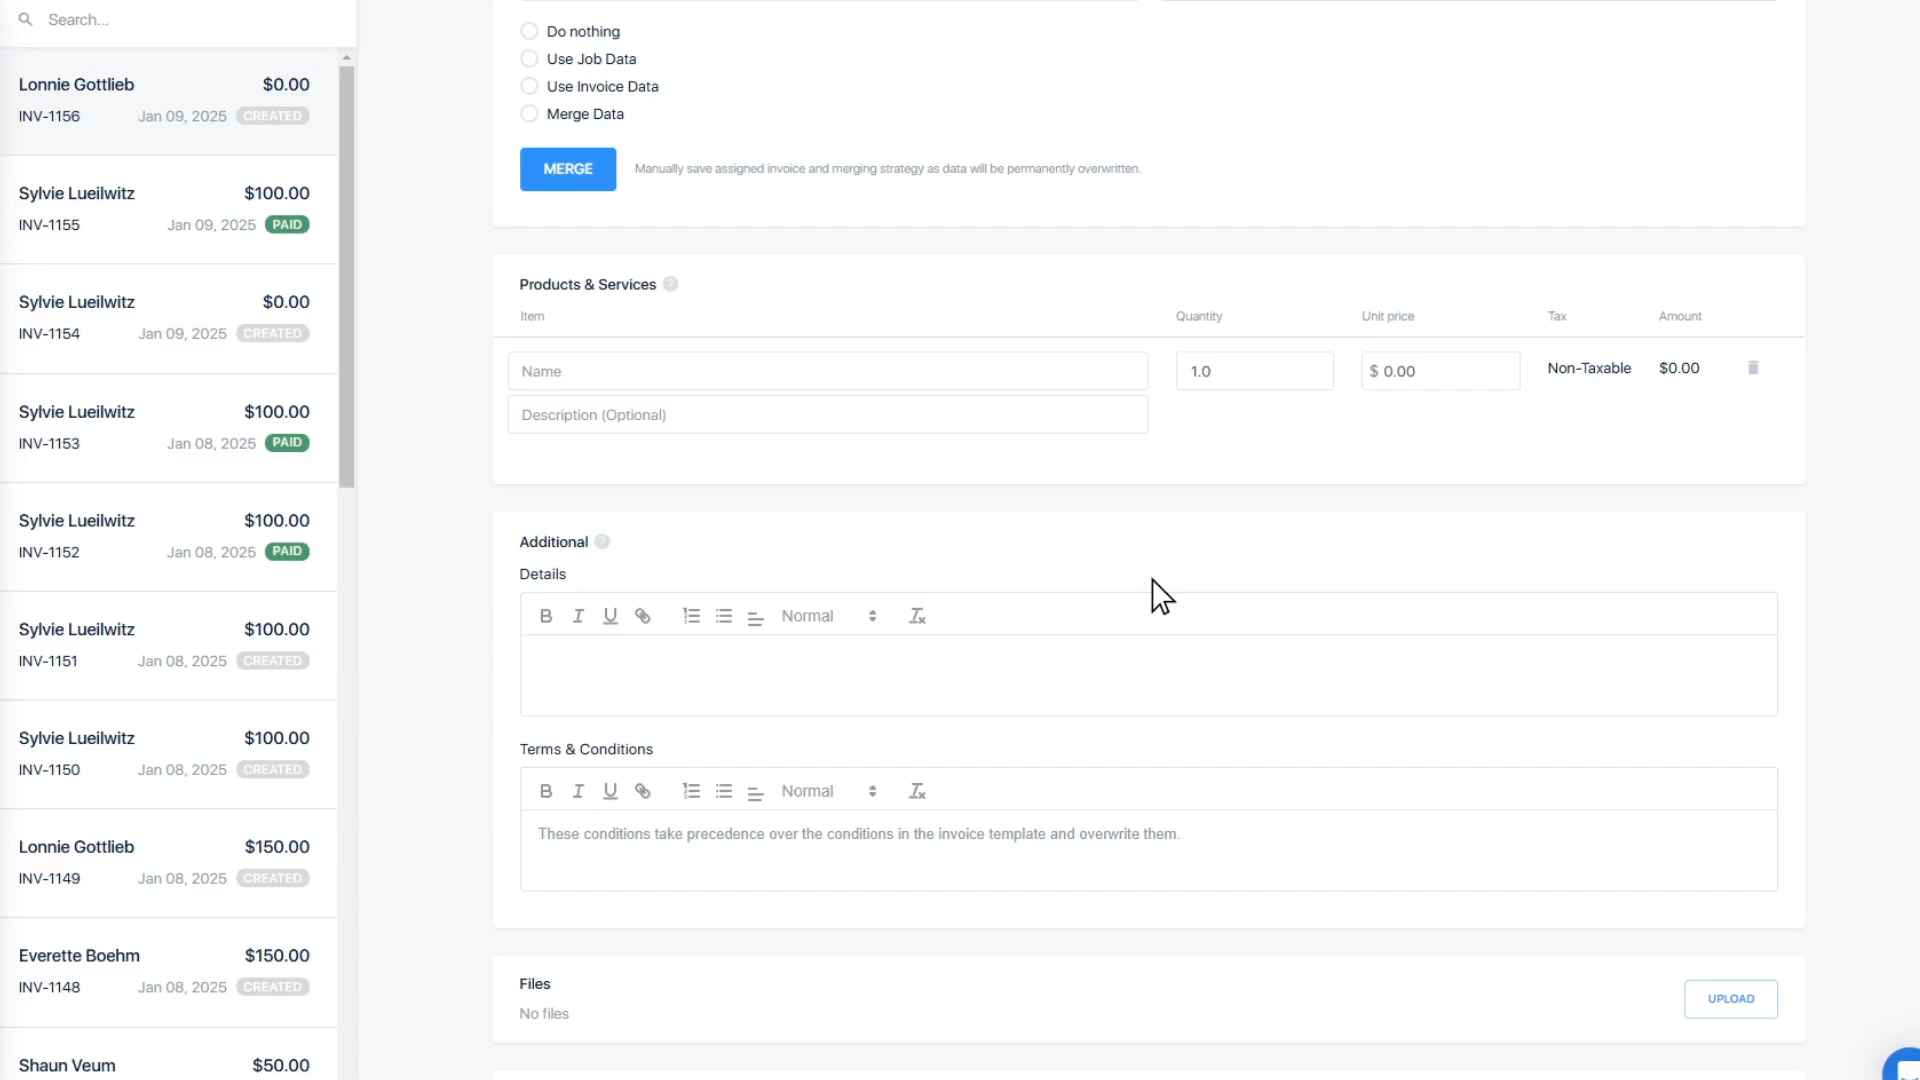 Search...
Lonnie Gottlieb $0.00
INV-1156 Jan 09, 2025 CREATED
Sylvie Lueilwitz $100.00
INV-1155 Jan 09, 2025 PAID
Sylvie Lueilwitz $0.00
INV-1154 Jan 09, 2025 CREATED
Sylvie Lueilwitz $100.00
INV-1153 Jan 08, 2025 PAID
Sylvie Lueilwitz $100.00
INV-1152 Jan 08, 2025 PAID
Sylvie Lueilwitz $100.00
INV-1151 Jan 08, 2025 CREATED
Sylvie Lueilwitz $100.00
INV-1150 Jan 08, 2025 CREATED
Lonnie Gottlieb $150.00
INV-1149 Jan 08, 2025 CREATED
Everette Boehm $150.00
INV-1148 Jan 08, 2025 CREATED
Shaun Veum $50.00
Do nothing
Use Job Data
Use Invoice Data
Merge Data
MERGE Manually save assigned invoice and merging strategy as data will be permanently overwritten.
Products & Services ?
Item Quantity Unit price Tax Amount
Name 1.0 $ 0.00 Non-Taxable $0.00
Description (Optional)
Additional ?
Details
Normal
Terms & Conditions
Normal
These conditions take precedence over the conditions in the invoice template and overwrite them.
Files
No files
UPLOAD